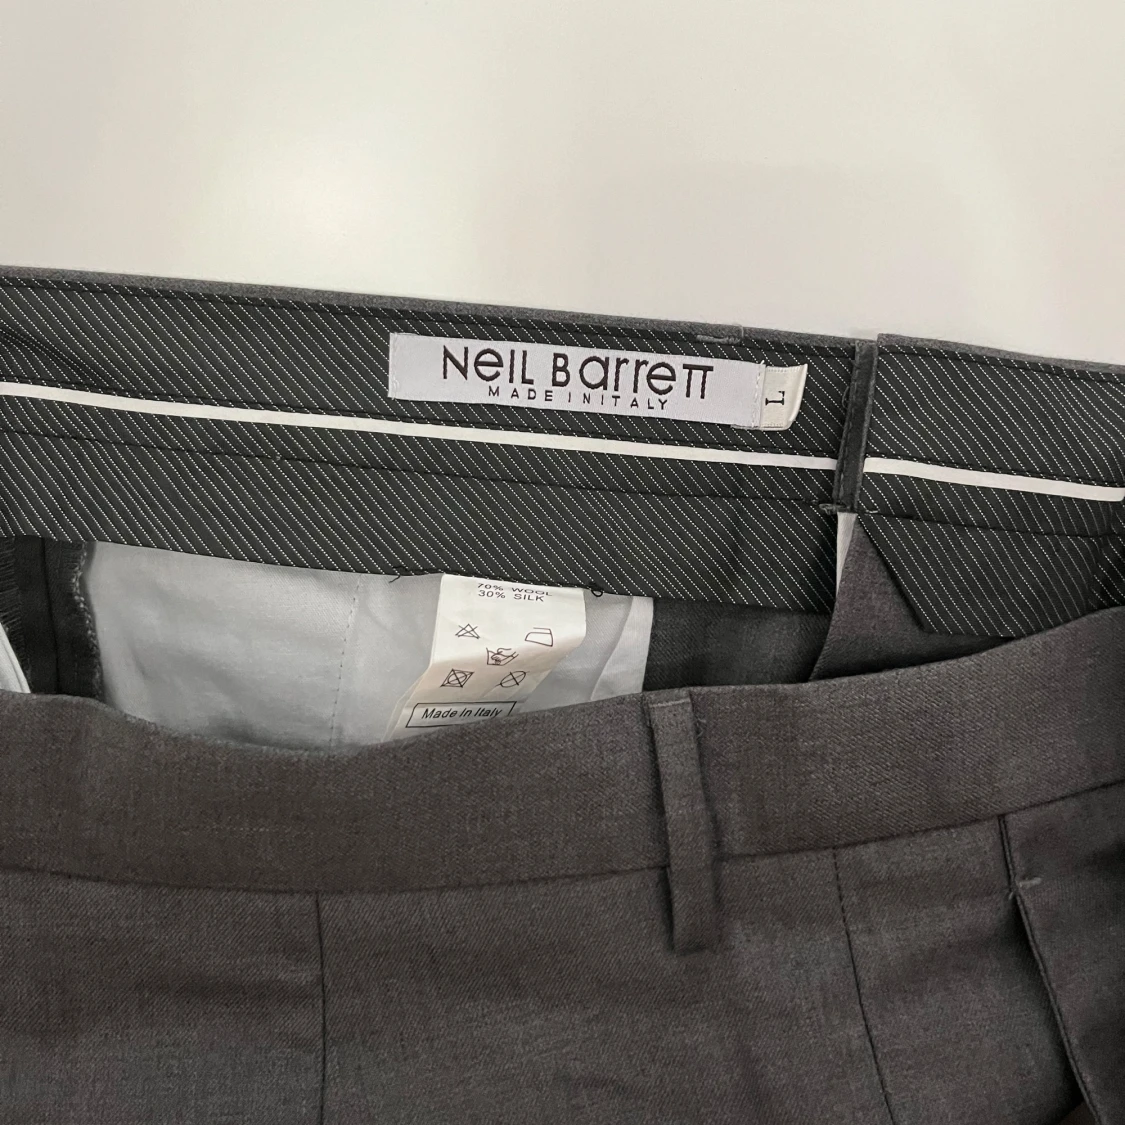 NeiL BarreTT
MADE IN ITALY
L
70% WOOL
30% SILK
Made in Italy